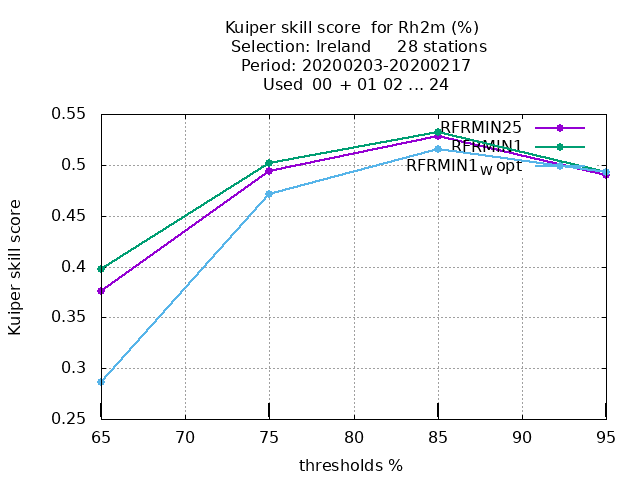 Kuiper skill score  for Rh2m (%)
Selection: Ireland     28 stations
Period: 20200203-20200217
Used  00 + 01 02 ... 24
RFRMIN25
RFRMIN1
RFRMIN1W opt
0.55
0.5
0.45
0.4
0.35
0.3
0.25
Kuiper skill score
65 70 75 80 85 90 95
thresholds %